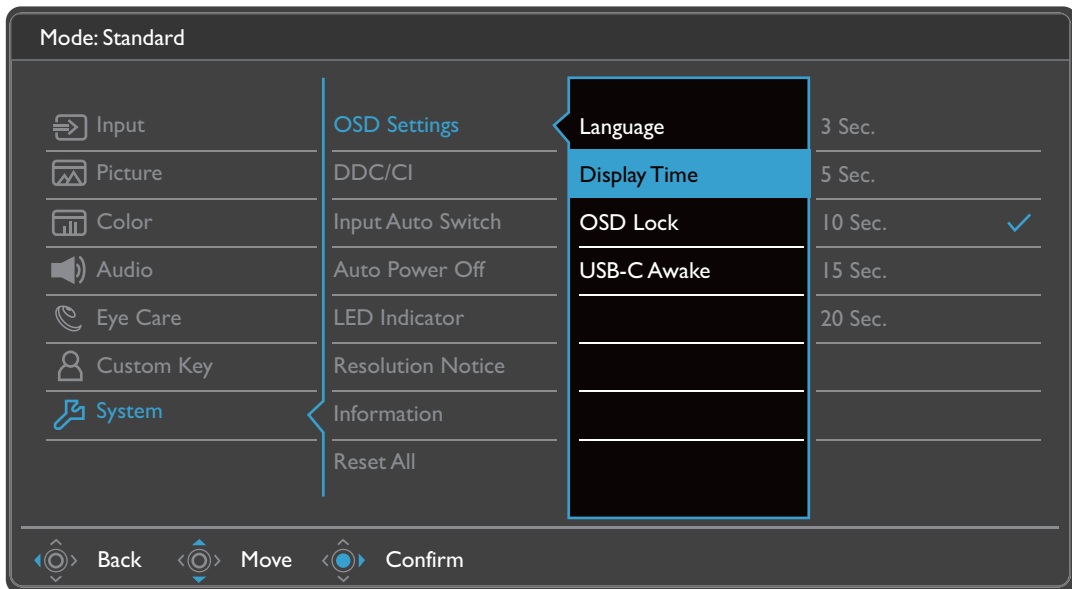 Mode: Standard
Input
Picture
Color
Audio
Eye Care
Custom Key
System
OSD Settings
DDC/CI
Input Auto Switch
Auto Power Off
LED Indicator
Resolution Notice
Information
Reset All
Language
Display Time
OSD Lock
USB-C Awake
3 Sec.
5 Sec.
10 Sec.
15 Sec.
20 Sec.
Back Move Confirm